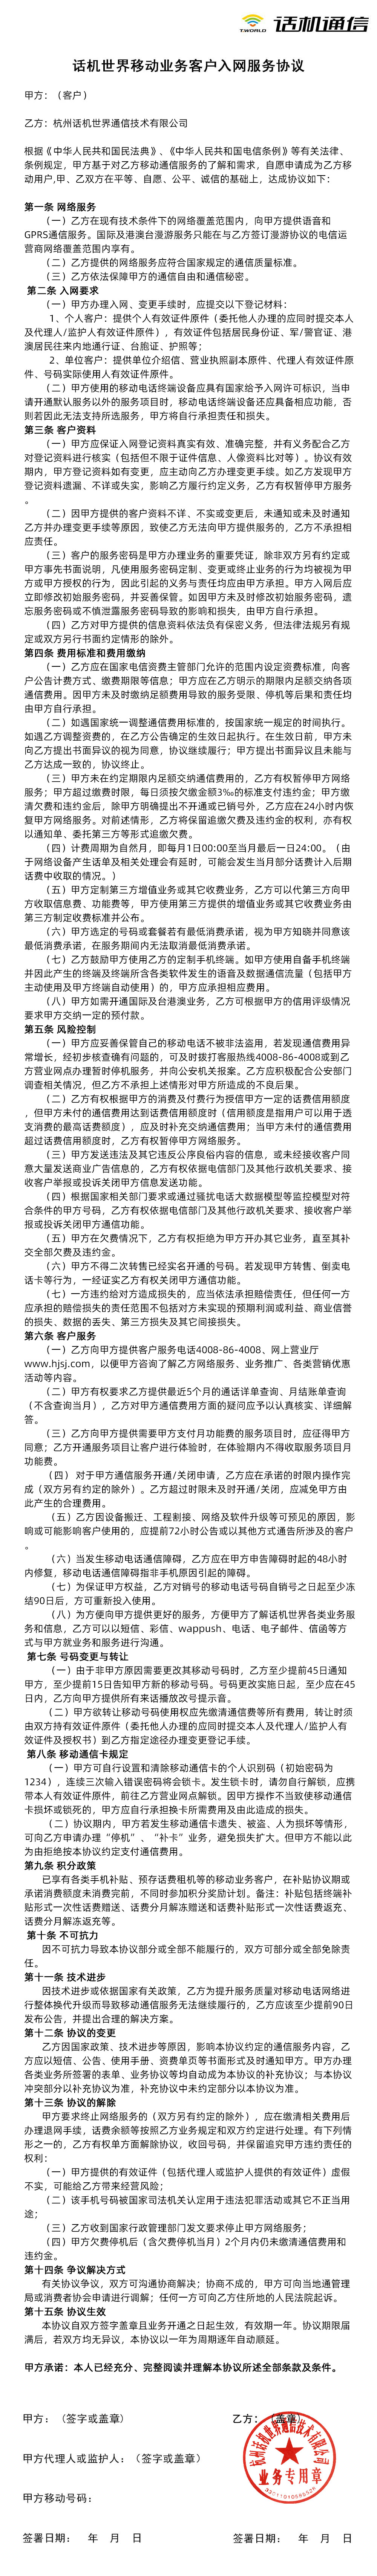 话机通信
T.WORLD
话机世界移动业务客户入网服务协议
甲方：（客户）
乙方：杭州话机世界通信技术有限公司
根据《中华人民共和国民法典》、《中华人民共和国电信条例》等有关法律、
条例规定，甲方基于对乙方移动通信服务的了解和需求，自愿申请成为乙方移
动用户,甲、乙双方在平等、自愿、公平、诚信的基础上，达成协议如下：
第一条 网络服务
（一）乙方在现有技术条件下的网络覆盖范围内，向甲方提供语音和
GPRS通信服务。国际及港澳台漫游服务只能在与乙方签订漫游协议的电信运
营商网络覆盖范围内享有。
（二）乙方提供的网络服务应符合国家规定的通信质量标准。
（三）乙方依法保障甲方的通信自由和通信秘密。
第二条 入网要求
（一）甲方办理入网、变更手续时，应提交以下登记材料：
1、个人客户：提供个人有效证件原件（委托他人办理的应同时提交本人
及代理人/监护人有效证件原件），有效证件包括居民身份证、军/警官证、港
澳居民往来内地通行证、台胞证、护照等；
2、单位客户：提供单位介绍信、营业执照副本原件、代理人有效证件原
件、号码实际使用人有效证件原件。
（二）甲方使用的移动电话终端设备应具有国家给予入网许可标识，当申
请开通默认服务以外的服务项目时，移动电话终端设备还应具备相应功能，否
则若因此无法支持所选服务，甲方将自行承担责任和损失。
第三条 客户资料
（一）甲方应保证入网登记资料真实有效、准确完整，并有义务配合乙方
对登记资料进行核实（包括但不限于证件信息、人像资料比对等）。协议有效
期内，甲方登记资料如有变更，应主动向乙方办理变更手续。如乙方发现甲方
登记资料遗漏、不详或失实，影响乙方履行约定义务，乙方有权暂停甲方服务
。
（二）因甲方提供的客户资料不详、不实或变更后，未通知或未及时通知
乙方并办理变更手续等原因，致使乙方无法向甲方提供服务的，乙方不承担相
应责任。
（三）客户的服务密码是甲方办理业务的重要凭证，除非双方另有约定或
甲方事先书面说明，凡使用服务密码定制、变更或终止业务的行为均被视为甲
方或甲方授权的行为，因此引起的义务与责任均应由甲方承担。甲方入网后应
立即修改初始服务密码，并妥善保管。如因甲方未及时修改初始服务密码，遗
忘服务密码或不慎泄露服务密码导致的影响和损失，由甲方自行承担。
（四）乙方对甲方提供的信息资料依法负有保密义务，但法律法规另有规
定或双方另行书面约定情形的除外。
第四条 费用标准和费用缴纳
（一）乙方应在国家电信资费主管部门允许的范围内设定资费标准，向客
户公告计费方式、缴费期限等信息；甲方应在乙方明示的期限内足额交纳各项
通信费用。因甲方未及时缴纳足额费用导致的服务受限、停机等后果和责任均
由甲方自行承担。
（二）如遇国家统一调整通信费用标准的，按国家统一规定的时间执行。
如遇乙方调整资费的，在乙方公告确定的生效日起执行。在生效日前，甲方未
向乙方提出书面异议的视为同意，协议继续履行；甲方提出书面异议且未能与
乙方达成一致的，协议终止。
（三）甲方未在约定期限内足额交纳通信费用的，乙方有权暂停甲方网络
服务；甲方超过缴费时限，每日须按欠缴金额3‰的标准支付违约金；甲方缴
清欠费和违约金后，除甲方明确提出不开通或已销号外，乙方应在24小时内恢
复甲方网络服务。对前述情形，乙方将保留追缴欠费及违约金的权利，亦有权
以通知单、委托第三方等形式追缴欠费。
（四）计费周期为自然月，即每月1日00:00至当月最后一日24:00。（由
于网络设备产生话单及相关处理会有延时，可能会发生当月部分话费计入后期
话费中收取的情况。）
（五）甲方定制第三方增值业务或其它收费业务，乙方可以代第三方向甲
方收取信息费、功能费等，甲方使用第三方提供的增值业务或其它收费业务由
第三方制定收费标准并公布。
（六）甲方选定的号码或套餐若有最低消费承诺，视为甲方知晓并同意该
最低消费承诺，在服务期间内无法取消最低消费承诺。
（七）乙方鼓励甲方使用乙方的定制手机终端。如甲方使用自备手机终端
并因此产生的终端及终端所含各类软件发生的语音及数据通信流量（包括甲方
主动使用及甲方终端自动使用）的，甲方应承担相应费用。
（八）甲方如需开通国际及台港澳业务，乙方可根据甲方的信用评级情况
要求甲方交纳一定的预付款。
第五条 风险控制
（一）甲方应妥善保管自己的移动电话不被非法盗用，若发现通信费用异
常增长，经初步核查确有问题的，可及时拨打客服热线4008-86-4008或到乙
方营业网点办理暂时停机服务，并向公安机关报案。乙方应积极配合公安部门
调查相关情况，但乙方不承担上述情形对甲方所造成的不良后果。
（二）乙方有权根据甲方的消费及付费行为授信甲方一定的话费信用额度
，但甲方未付的通信费用达到话费信用额度时（信用额度是指用户可以用于透
支消费的最高话费额度），应及时补充交纳通信费用；当甲方未付的通信费用
超过话费信用额度时，乙方有权暂停甲方网络服务。
（三）甲方发送违法及其它违反公序良俗内容的信息，或未经接收客户同
意大量发送商业广告信息的，乙方有权依据电信部门及其他行政机关要求、接
收客户举报或投诉关闭甲方信息发送功能。
（四）根据国家相关部门要求或通过骚扰电话大数据模型等监控模型对符
合条件的甲方号码，乙方有权依据电信部门及其他行政机关要求、接收客户举
报或投诉关闭甲方通信功能。
（五）甲方在欠费情况下，乙方有权拒绝为甲方开办其它业务，直至其补
交全部欠费及违约金。
（六）甲方不得二次转售已经实名开通的号码。若发现甲方转售、倒卖电
话卡等行为，一经证实乙方有权关闭甲方通信功能。
（七）一方违约给对方造成损失的，应当依法承担赔偿责任，但任何一方
应承担的赔偿损失的责任范围不包括对方未实现的预期利润或利益、商业信誉
的损失、数据的丢失、第三方损失及其它间接损失。
第六条 客户服务
（一）乙方向甲方提供客户服务电话4008-86-4008、网上营业厅
www.hjsj.com，以便甲方咨询了解乙方网络服务、业务推广、各类营销优惠
活动等内容。
（二）甲方有权要求乙方提供最近5个月的通话详单查询、月结账单查询
（不含查询当月），乙方对甲方通信费用方面的疑问应予以认真核实、详细解
答。
（三）乙方向甲方提供需要甲方支付月功能费的服务项目时，应征得甲方
同意；乙方开通服务项目让客户进行体验时，在体验期内不得收取服务项目月
功能费。
（四） 对于甲方通信服务开通/关闭申请，乙方应在承诺的时限内操作完
成（双方另有约定的除外）。乙方超过时限未及时开通/关闭，应减免甲方由
此产生的合理费用。
（五）乙方因设备搬迁、工程割接、网络及软件升级等可预见的原因，影
响或可能影响客户使用的，应提前72小时公告或以其他方式通告所涉及的客户
。
（六）当发生移动电话通信障碍，乙方应在甲方申告障碍时起的48小时
内修复，移动电话通信障碍指非手机原因引起的障碍。
（七）为保证甲方权益，乙方对销号的移动电话号码自销号之日起至少冻
结90日后，方可重新投入使用。
（八）为方便向甲方提供更好的服务，方便甲方了解话机世界各类业务服
务和信息，乙方可以以短信、彩信、wappush、电话、电子邮件、信函等方
式与甲方就业务和服务进行沟通。
第七条 号码变更与转让
（一）由于非甲方原因需要更改其移动号码时，乙方至少提前45日通知
甲方，至少提前15日告知甲方新的移动号码。号码更改实施日起，至少应在45
日内，乙方向甲方提供所有来话播放改号提示音。
（二）甲方欲转让移动号码使用权应先缴清通信费等所有费用，转让时须
由双方持有效证件原件（委托他人办理的应同时提交本人及代理人/监护人有
效证件及授权书）到乙方指定途径办理变更登记手续。
第八条 移动通信卡规定
（一）甲方可自行设置和清除移动通信卡的个人识别码（初始密码为
1234），连续三次输入错误密码将会锁卡。发生锁卡时，请勿自行解锁，应携
带本人有效证件原件，前往乙方营业网点解锁。因甲方操作不当致使移动通信
卡损坏或锁死的，甲方应自行承担换卡所需费用及由此造成的损失。
（二）协议期内，甲方若发生移动通信卡遗失、被盗、人为损坏等情形，
可向乙方申请办理“停机”、“补卡”业务，避免损失扩大。但甲方不能以此
为由拒绝按本协议约定支付通信费用。
第九条 积分政策
已享有各类手机补贴、预存话费租机等的移动业务客户，在补贴协议期或
承诺消费额度未消费完前，不同时参加积分奖励计划。备注：补贴包括终端补
贴形式一次性话费赠送、话费分月解冻赠送和话费补贴形式一次性话费返充、
话费分月解冻返充等。
第十条 不可抗力
因不可抗力导致本协议部分或全部不能履行的，双方可部分或全部免除责
任。
第十一条 技术进步
因技术进步或依据国家有关政策，乙方为提升服务质量对移动电话网络进
行整体换代升级而导致移动通信服务无法继续履行的，乙方应该至少提前90日
发布公告，并提出合理的解决方案。
第十二条 协议的变更
乙方因国家政策、技术进步等原因，影响本协议约定的通信服务内容，乙
方应以短信、公告、使用手册、资费单页等书面形式及时通知甲方。甲方办理
各类业务所签署的表单、业务协议等均自动成为本协议的补充协议；与本协议
冲突部分以补充协议为准，补充协议中未约定部分以本协议为准。
第十三条 协议的解除
甲方要求终止网络服务的（双方另有约定的除外），应在缴清相关费用后
办理退网手续，话费余额等按照乙方业务规定和双方约定进行处理。有下列情
形之一的，乙方有权单方面解除协议，收回号码，并保留追究甲方违约责任的
权利：
（一）甲方提供的有效证件（包括代理人或监护人提供的有效证件）虚假
不实，可能给乙方带来经营风险；
（二）该手机号码被国家司法机关认定用于违法犯罪活动或其它不正当用
途；
（三）乙方收到国家行政管理部门发文要求停止甲方网络服务；
（四）甲方欠费停机后（含欠费停机当月）2个月内仍未缴清通信费用和
违约金。
第十四条 争议解决方式
有关协议争议，双方可沟通协商解决；协商不成的，甲方可向当地通管理
局或消费者协会申请进行调解；任何一方可向乙方住所地的人民法院起诉。
第十五条 协议生效
本协议自双方签字盖章且业务开通之日起生效，有效期一年。协议期限届
满后，若双方均无异议，本协议以一年为周期逐年自动顺延。
甲方承诺：本人已经充分、完整阅读并理解本协议所述全部条款及条件。
甲方：（签字或盖章） 乙方：（盖章）
杭州话机世界通信技术有限公司
业务专用章
甲方代理人或监护人：（签字或盖章）
甲方移动号码：
签署日期： 年 月 日 签署日期： 年 月 日